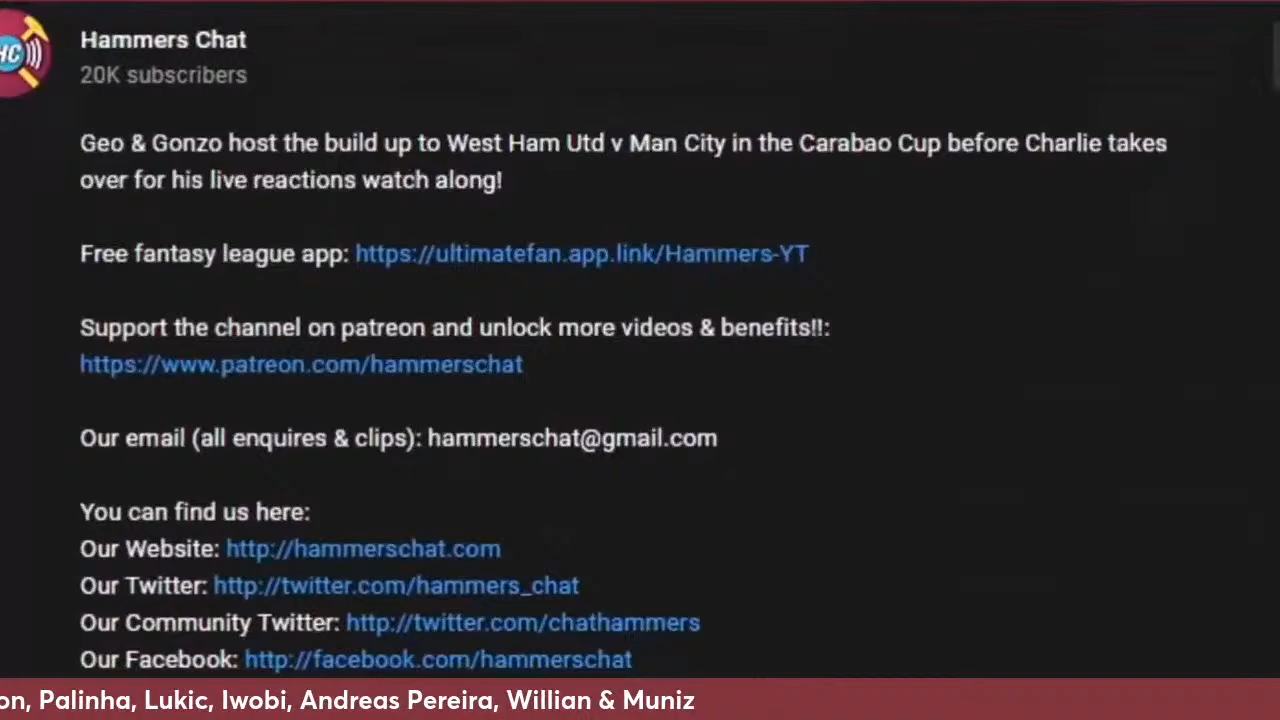 HC
Hammers Chat
20K subscribers
Geo & Gonzo host the build up to West Ham Utd v Man City in the Carabao Cup before Charlie takes
over for his live reactions watch along!
Free fantasy league app: https://ultimatefan.app.link/Hammers-YT
Support the channel on patreon and unlock more videos & benefits!!:
https://www.patreon.com/hammerschat
Our email (all enquires & clips): hammerschat@gmail.com
You can find us here:
Our Website: http://hammerschat.com
Our Twitter: http://twitter.com/hammers_chat
Our Community Twitter: http://twitter.com/chathammers
Our Facebook: http://facebook.com/hammerschat
on, Palinha, Lukic, Iwobi, Andreas Pereira, Willian & Muniz